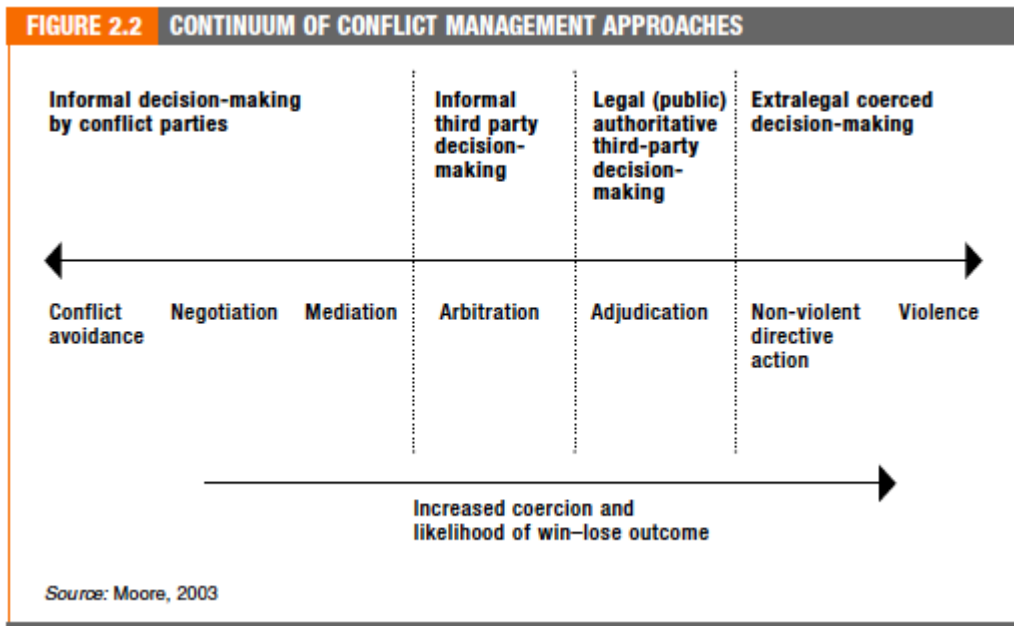 FIGURE 2.2 CONTINUUM OF CONFLICT MANAGEMENT APPROACHES
Informal decision-making
by conflict parties
Informal
third party
decision-
making
Legal (public)
authoritative
third-party
decision-
making
Extralegal coerced
decision-making
Conflict
avoidance
Negotiation
Mediation
Arbitration
Adjudication
Non-violent
directive
action
Violence
Increased coercion and
likelihood of win–lose outcome
Source: Moore, 2003